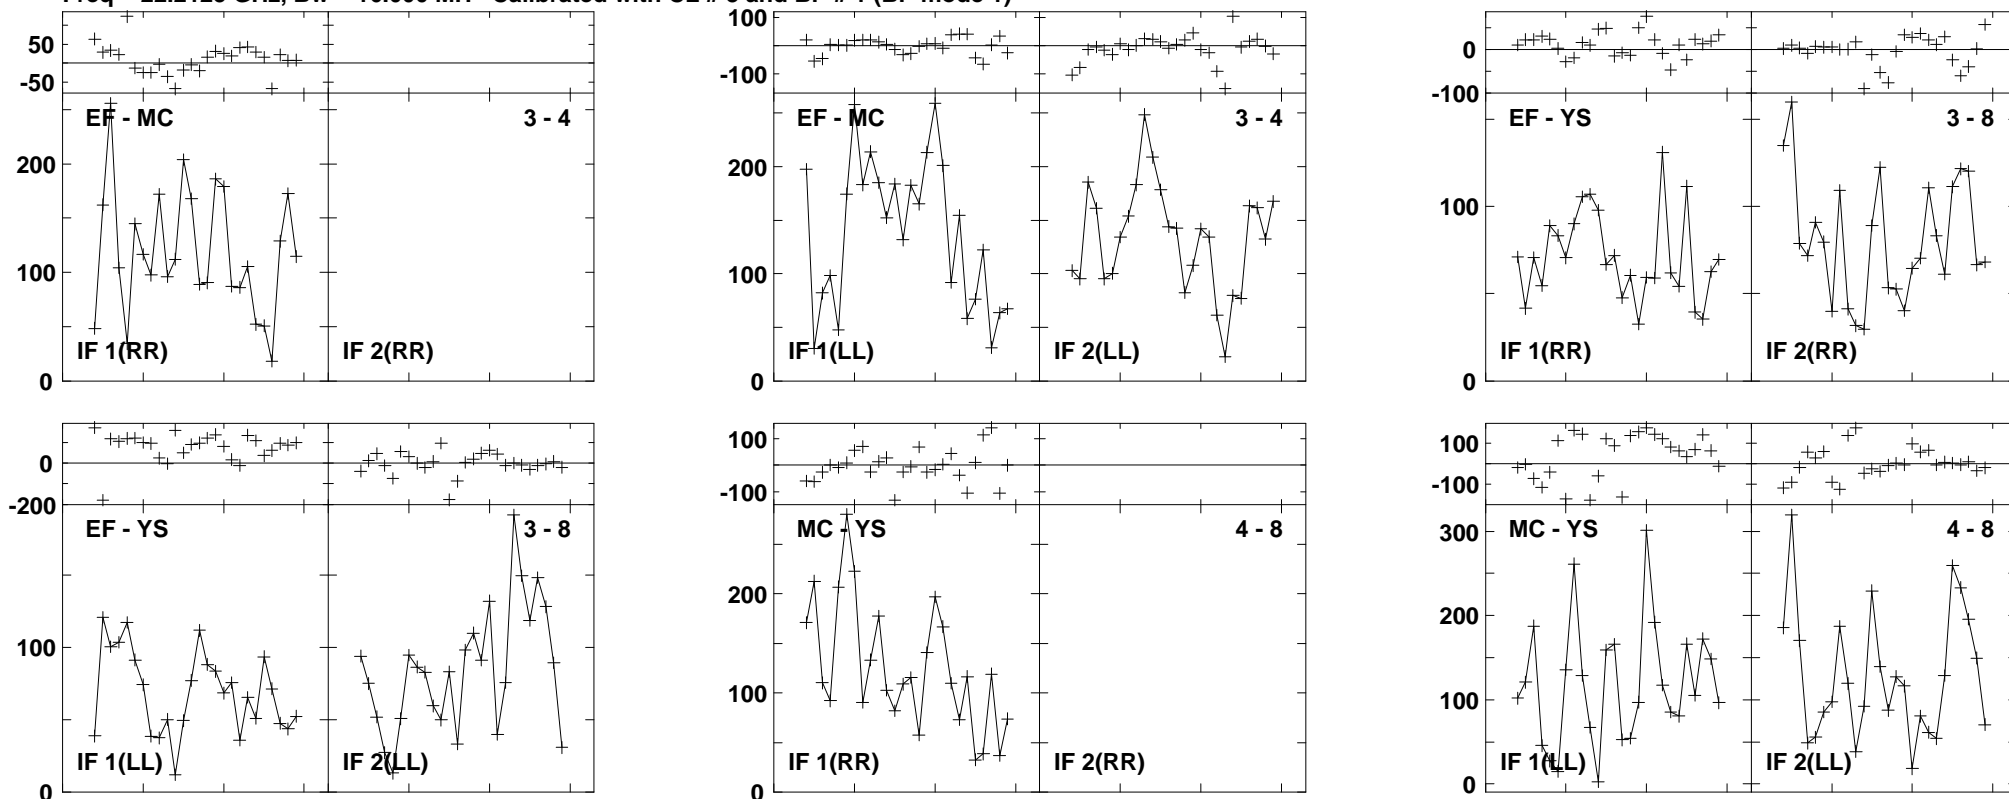 50
-50
EF - MC
3 - 4
200
100
0
IF 1(RR)
IF 2(RR)
100
-100
EF - MC
3 - 4
200
100
0
IF 1(LL)
IF 2(LL)
0
-100
EF - YS
3 - 8
100
0
IF 1(RR)
IF 2(RR)
0
-200
EF - YS
3 - 8
100
0
IF 1(LL)
IF 2(LL)
100
-100
MC - YS
4 - 8
200
100
0
IF 1(RR)
IF 2(RR)
100
-100
MC - YS
4 - 8
300
200
100
0
IF 1(LL)
IF 2(LL)